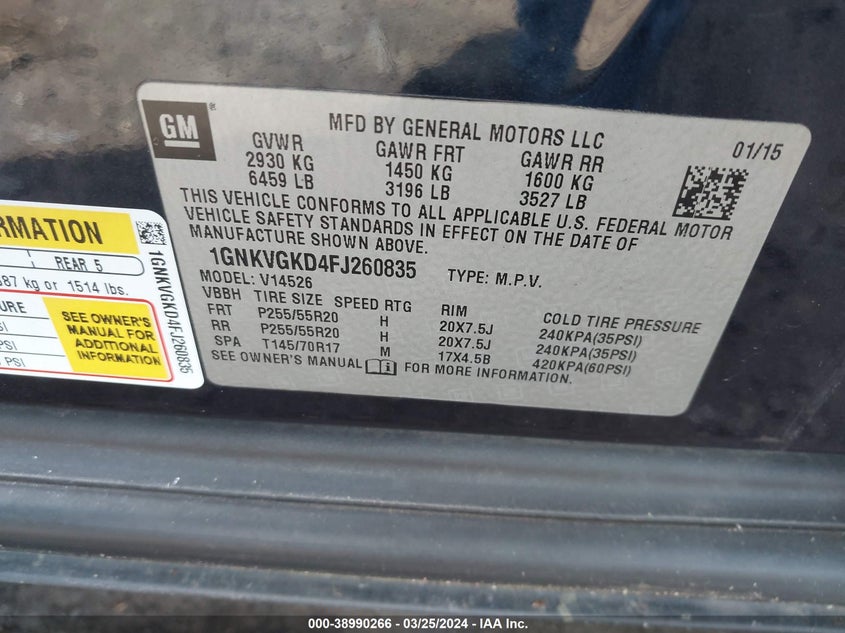 GM
MFD BY GENERAL MOTORS LLC
01/15
GVWR GAWR FRT GAWR RR
2930 KG 1450 KG 1600 KG
6459 LB 3196 LB 3527 LB
THIS VEHICLE CONFORMS TO ALL APPLICABLE U.S. FEDERAL MOTOR
VEHICLE SAFETY STANDARDS IN EFFECT ON THE DATE OF
MANUFACTURE SHOWN ABOVE.
1GNKVGKD4FJ260835 TYPE: M.P.V.
MODEL: V14526
VBBH TIRE SIZE SPEED RTG RIM COLD TIRE PRESSURE
FRT P255/55R20 H 20X7.5J 240KPA(35PSI)
RR P255/55R20 H 20X7.5J 240KPA(35PSI)
SPA T145/70R17 M 17X4.5B 420KPA(60PSI)
SEE OWNER'S MANUAL FOR MORE INFORMATION.
REAR 5
kg or 1514 lbs.
SEE OWNER'S
MANUAL FOR
ADDITIONAL
INFORMATION
PSI
1GNKVGKD4FJ260835
000-38990266 - 03/25/2024 - IAA Inc.